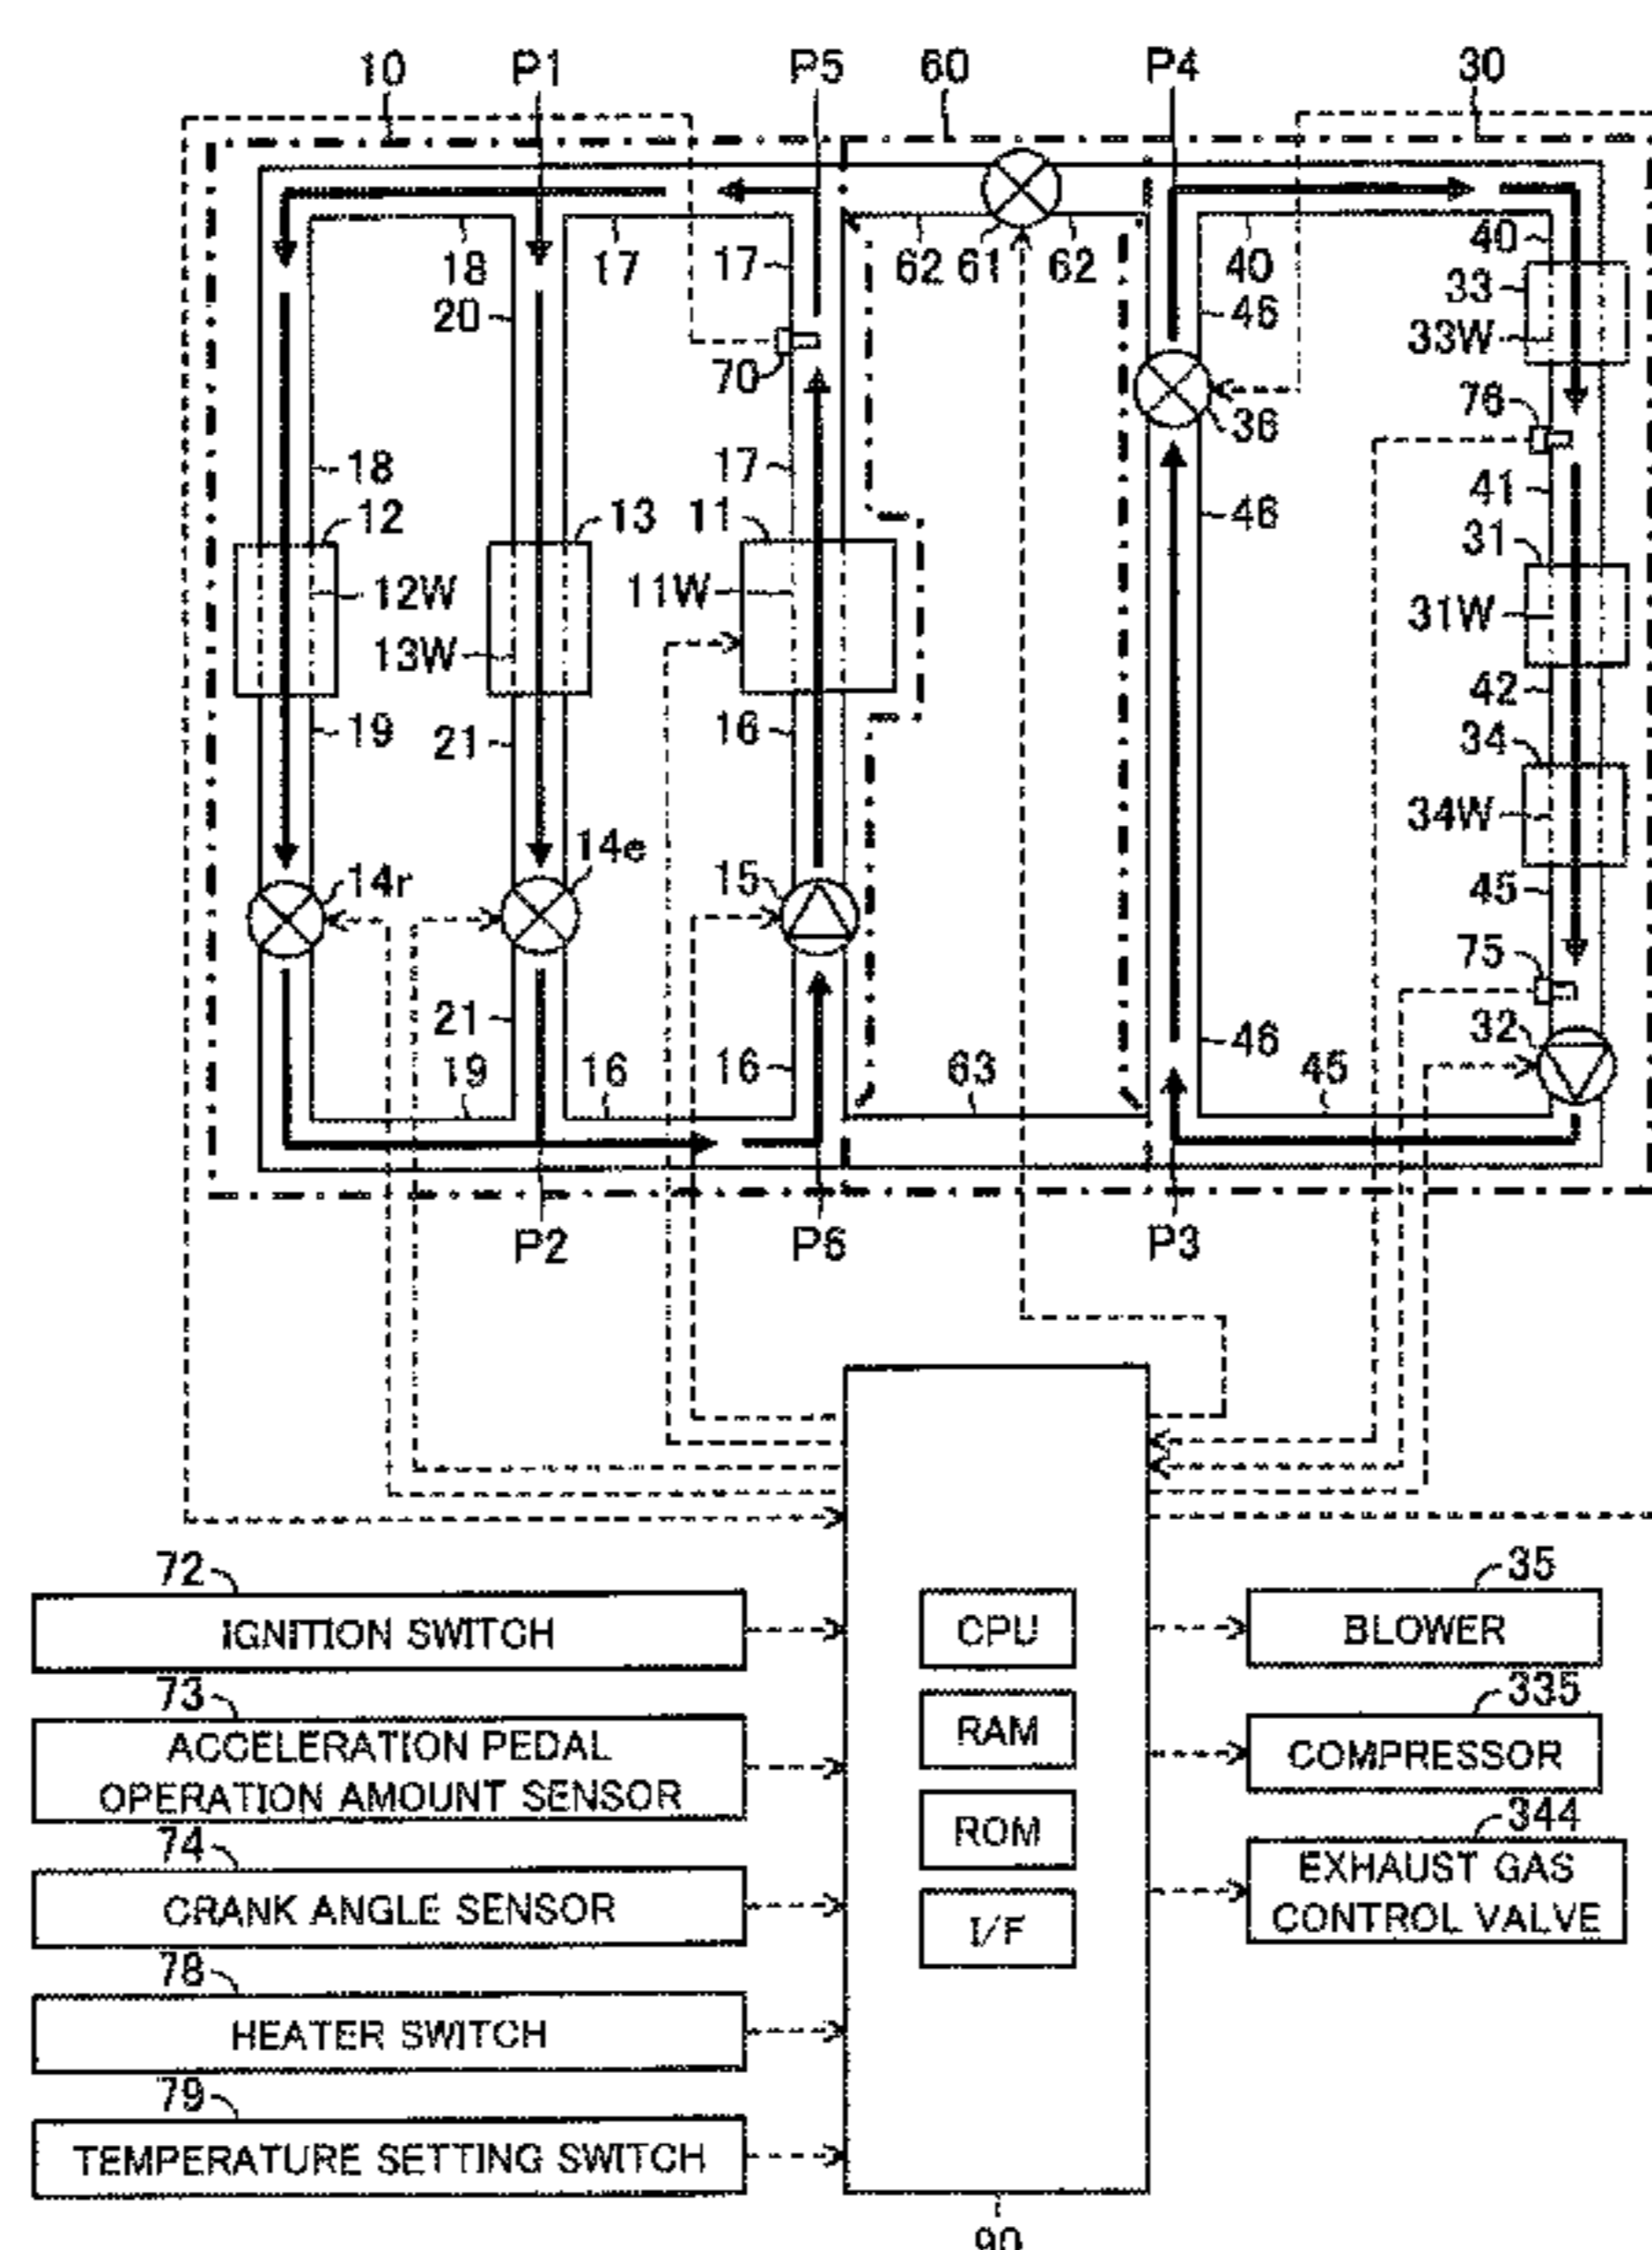 10 P1 P5 60 P4 30
18 20 17 17 62 61 62 40 46 40
33
33W
70 36 76
18 17 46 41
12 13 11 31
12W 11W 31W
13W
19 21 16 42
34
34W
14r 14e 15 45
75
21 32
19 16 16 63 46 45
P2 P6 P3
72 35
IGNITION SWITCH CPU BLOWER
73 335
ACCELERATION PEDAL
OPERATION AMOUNT SENSOR
RAM COMPRESSOR
74 344
CRANK ANGLE SENSOR
ROM EXHAUST GAS
CONTROL VALVE
I/F
78
HEATER SWITCH
79
TEMPERATURE SETTING SWITCH
90